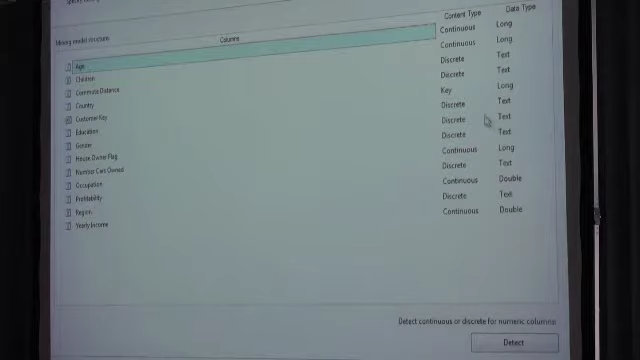 Content Type Data Type
Mining model structure: Columns
Age Continuous Long
Children Continuous Long
Commute Distance Discrete Text
Country Discrete Text
Customer Key Key Long
Education Discrete Text
Gender Discrete Text
House Owner Flag Discrete Text
Number Cars Owned Continuous Long
Occupation Discrete Text
Profitability Continuous Double
Region Discrete Text
Yearly Income Continuous Double
Detect continuous or discrete for numeric columns:
Detect